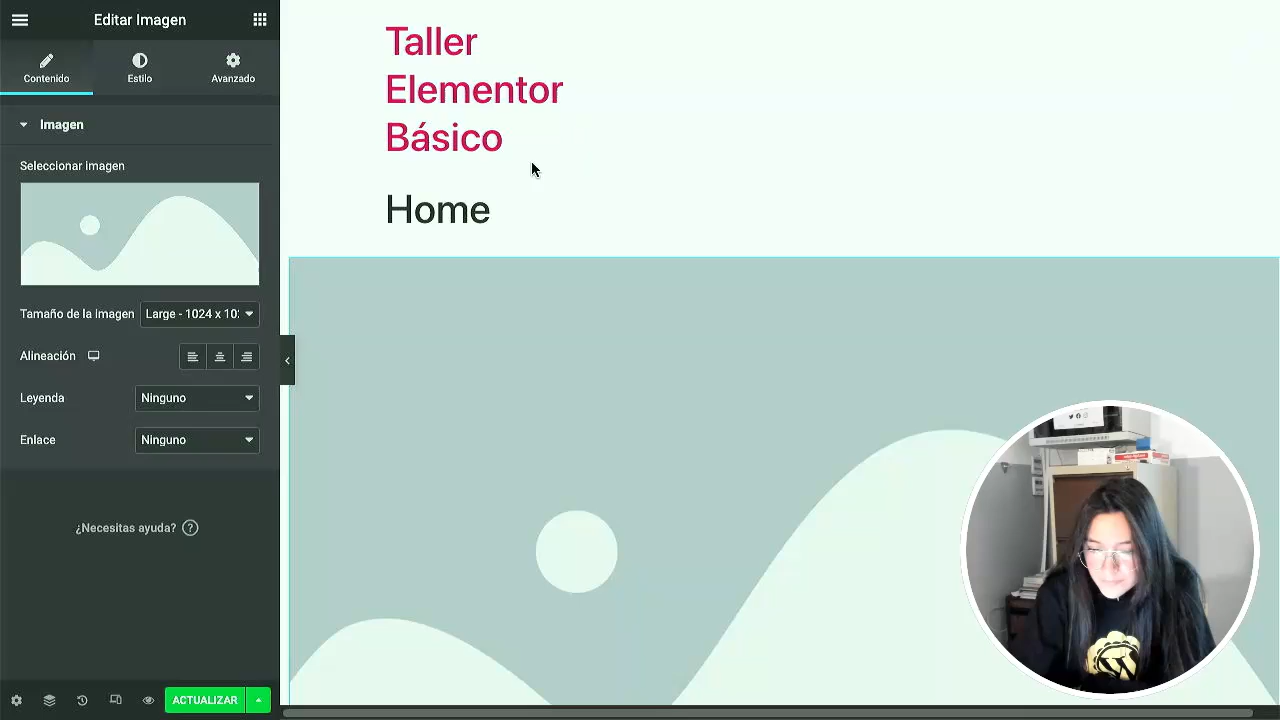 Editar Imagen
Contenido
Estilo
Avanzado
Imagen
Seleccionar imagen
Tamaño de la imagen
Large - 1024 x 10
Alineación
Leyenda
Ninguno
Enlace
Ninguno
¿Necesitas ayuda? ?
ACTUALIZAR
Taller
Elementor
Básico
Home